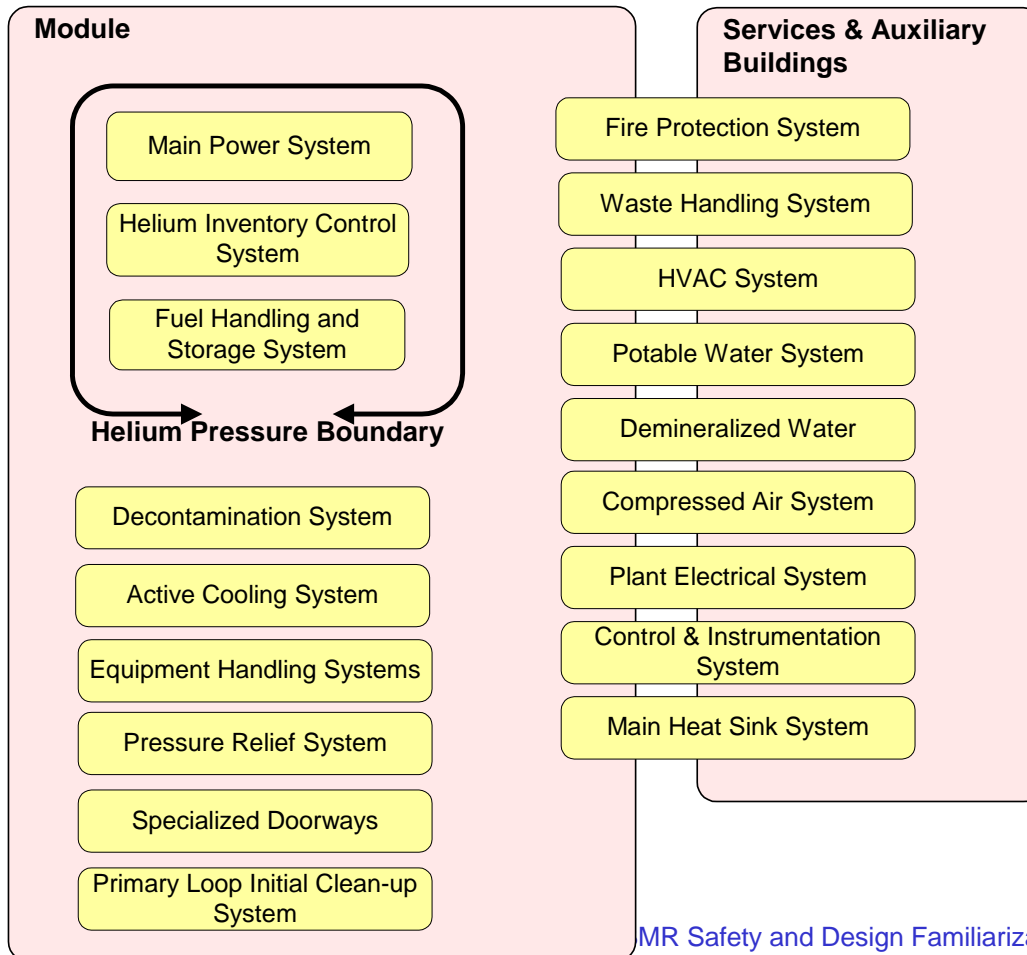 Module
Main Power System
Helium Inventory Control
System
Fuel Handling and
Storage System
Helium Pressure Boundary
Decontamination System
Active Cooling System
Equipment Handling Systems
Pressure Relief System
Specialized Doorways
Primary Loop Initial Clean-up
System
Services & Auxiliary
Buildings
Fire Protection System
Waste Handling System
HVAC System
Potable Water System
Demineralized Water
Compressed Air System
Plant Electrical System
Control & Instrumentation
System
Main Heat Sink System
MR Safety and Design Familiariza